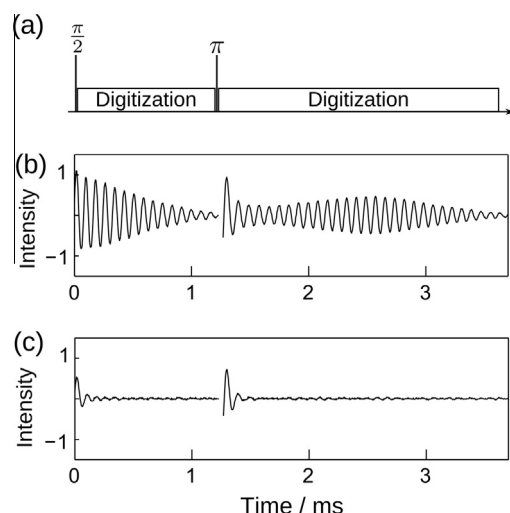 (a)
π/2
π
Digitization Digitization
(b)
1
−1
Intensity
0 1 2 3
(c)
1
−1
Intensity
0 1 2 3
Time / ms